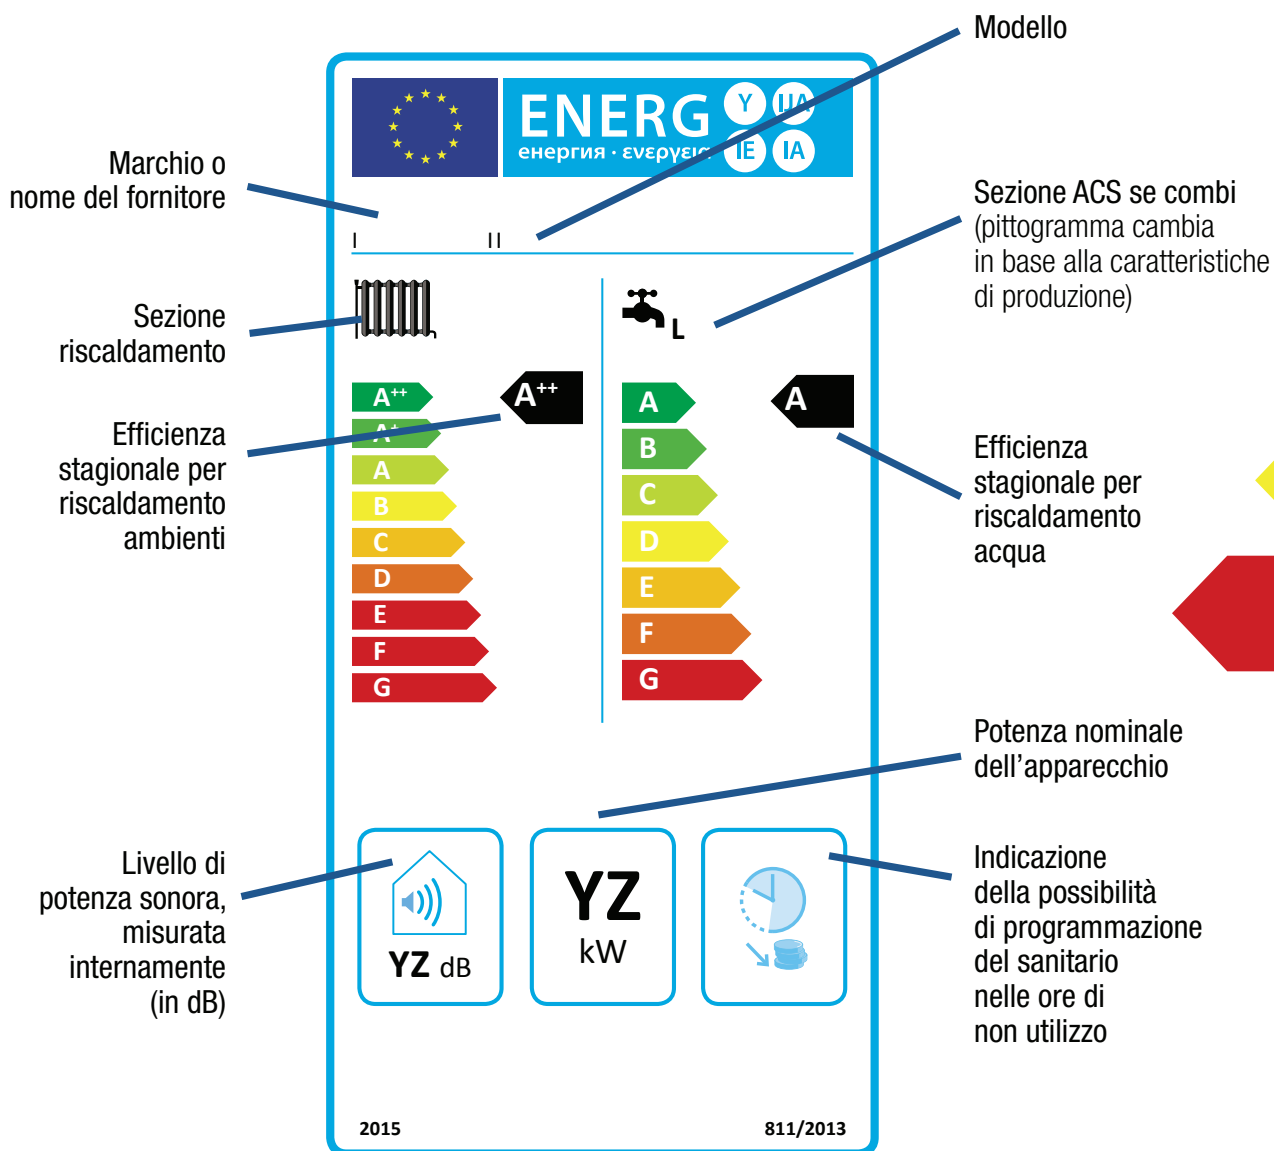 Modello
ENERG
Y
IJA
IE
IA
енергия · ενεργεια
Marchio o
nome del fornitore
I
II
Sezione ACS se combi
(pittogramma cambia
in base alla caratteristiche
di produzione)
Sezione
riscaldamento
L
A++
A+
A
B
C
D
E
F
G
A++
A
B
C
D
E
F
G
A
Efficienza
stagionale per
riscaldamento
ambienti
Efficienza
stagionale per
riscaldamento
acqua
Potenza nominale
dell'apparecchio
Livello di
potenza sonora,
misurata
internamente
(in dB)
YZ dB
YZ
kW
Indicazione
della possibilità
di programmazione
del sanitario
nelle ore di
non utilizzo
2015
811/2013